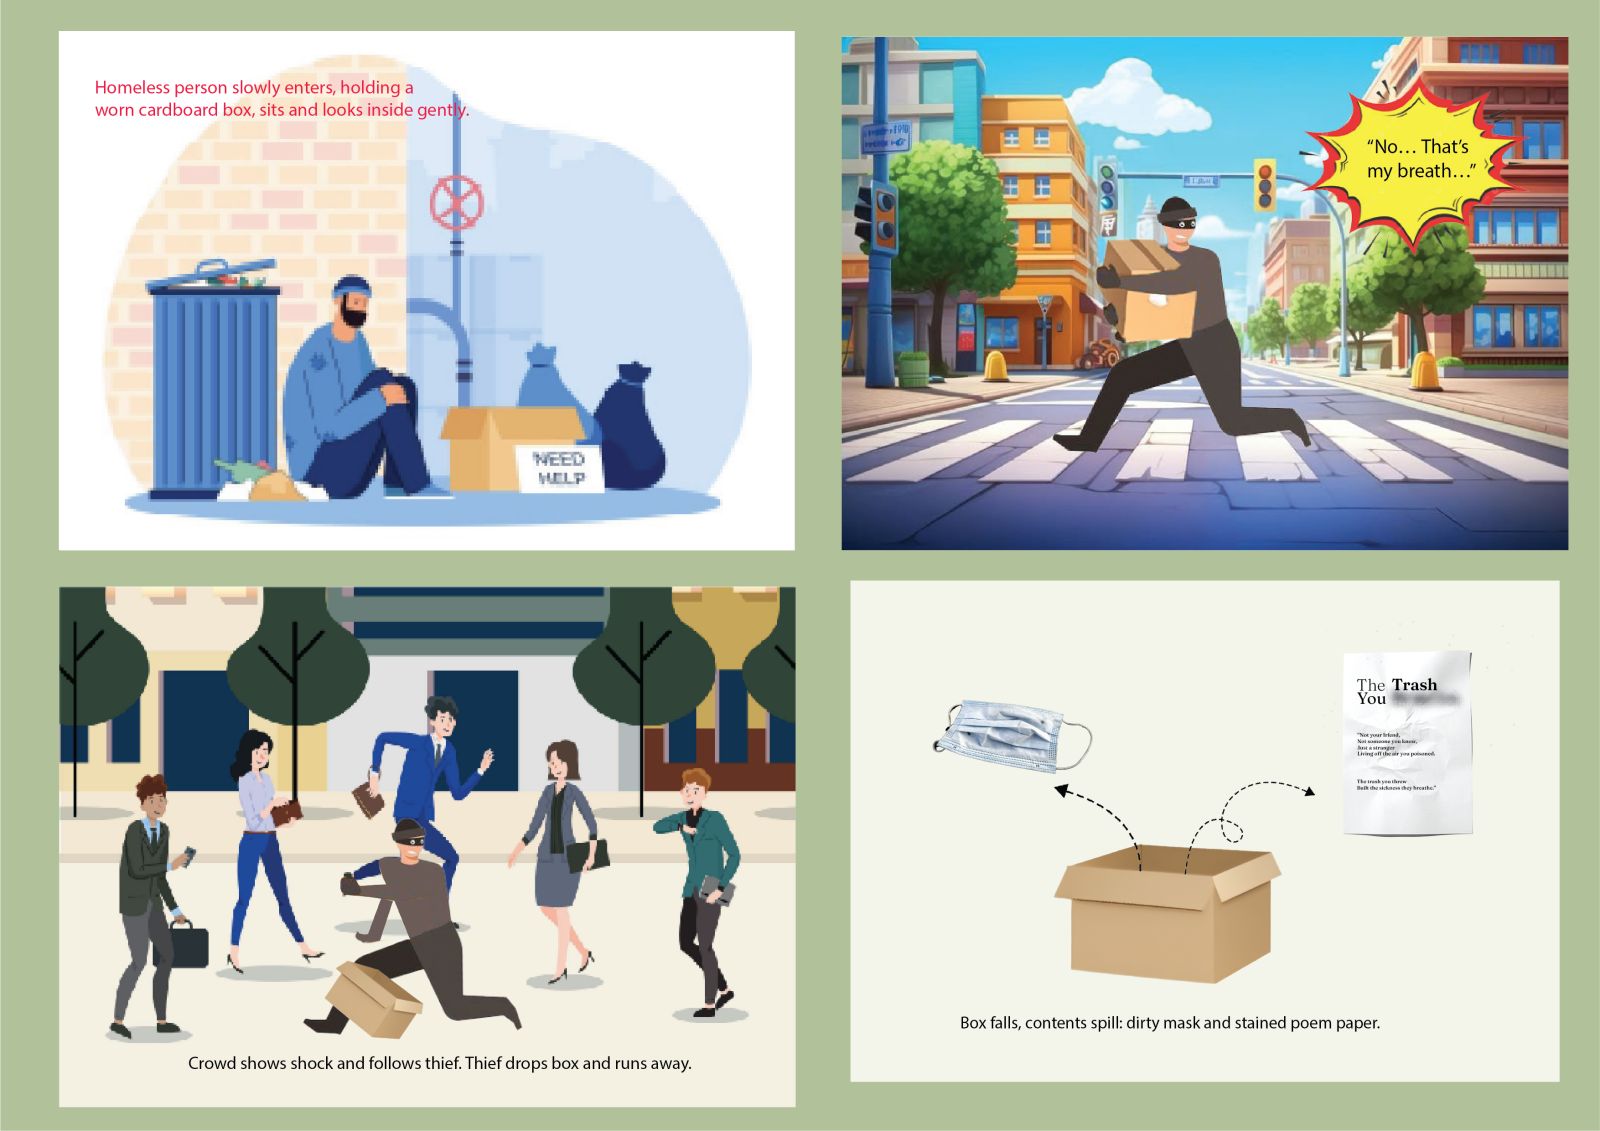 Homeless person slowly enters, holding a
worn cardboard box, sits and looks inside gently.
NEED
HELP
“No... That’s
my breath...”
Crowd shows shock and follows thief. Thief drops box and runs away.
The Trash
You
"Not your friend,
Not someone you know,
Just a stranger
Living off the air you poisoned.
The trash you threw
Built the sickness they breathe."
Box falls, contents spill: dirty mask and stained poem paper.